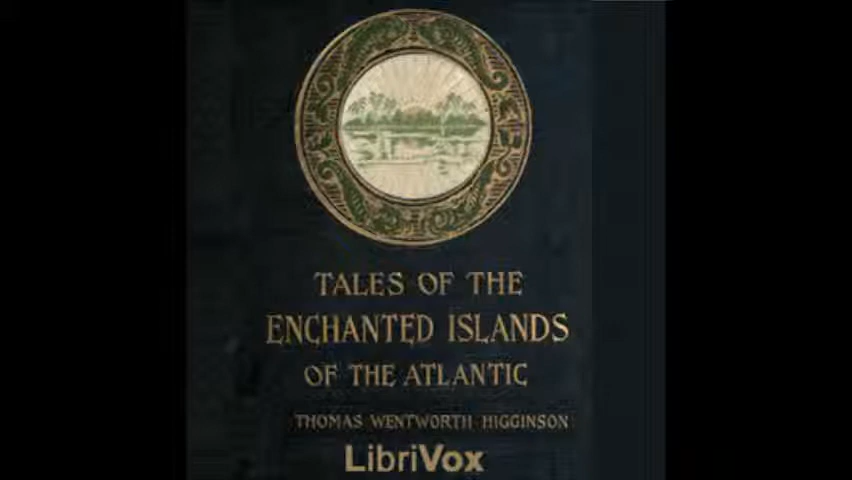 TALES OF THE
ENCHANTED ISLANDS
OF THE ATLANTIC
THOMAS WENTWORTH HIGGINSON
LibriVox